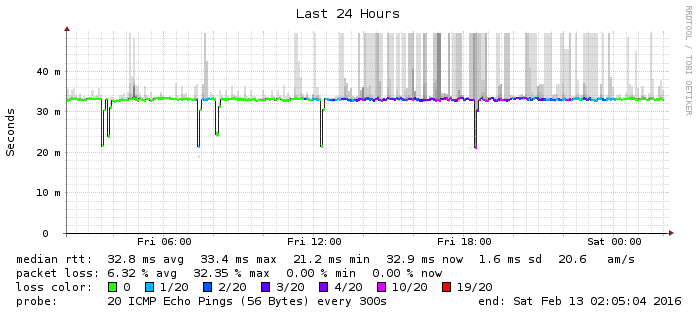 Last 24 Hours
RRDTOOL / TOBI OETIKER
Seconds
40 m
30 m
20 m
10 m
0
Fri 06:00 Fri 12:00 Fri 18:00 Sat 00:00
median rtt: 32.8 ms avg 33.4 ms max 21.2 ms min 32.9 ms now 1.6 ms sd 20.6 am/s
packet loss: 6.32 % avg 32.35 % max 0.00 % min 0.00 % now
loss color: 0 1/20 2/20 3/20 4/20 10/20 19/20
probe: 20 ICMP Echo Pings (56 Bytes) every 300s end: Sat Feb 13 02:05:04 2016